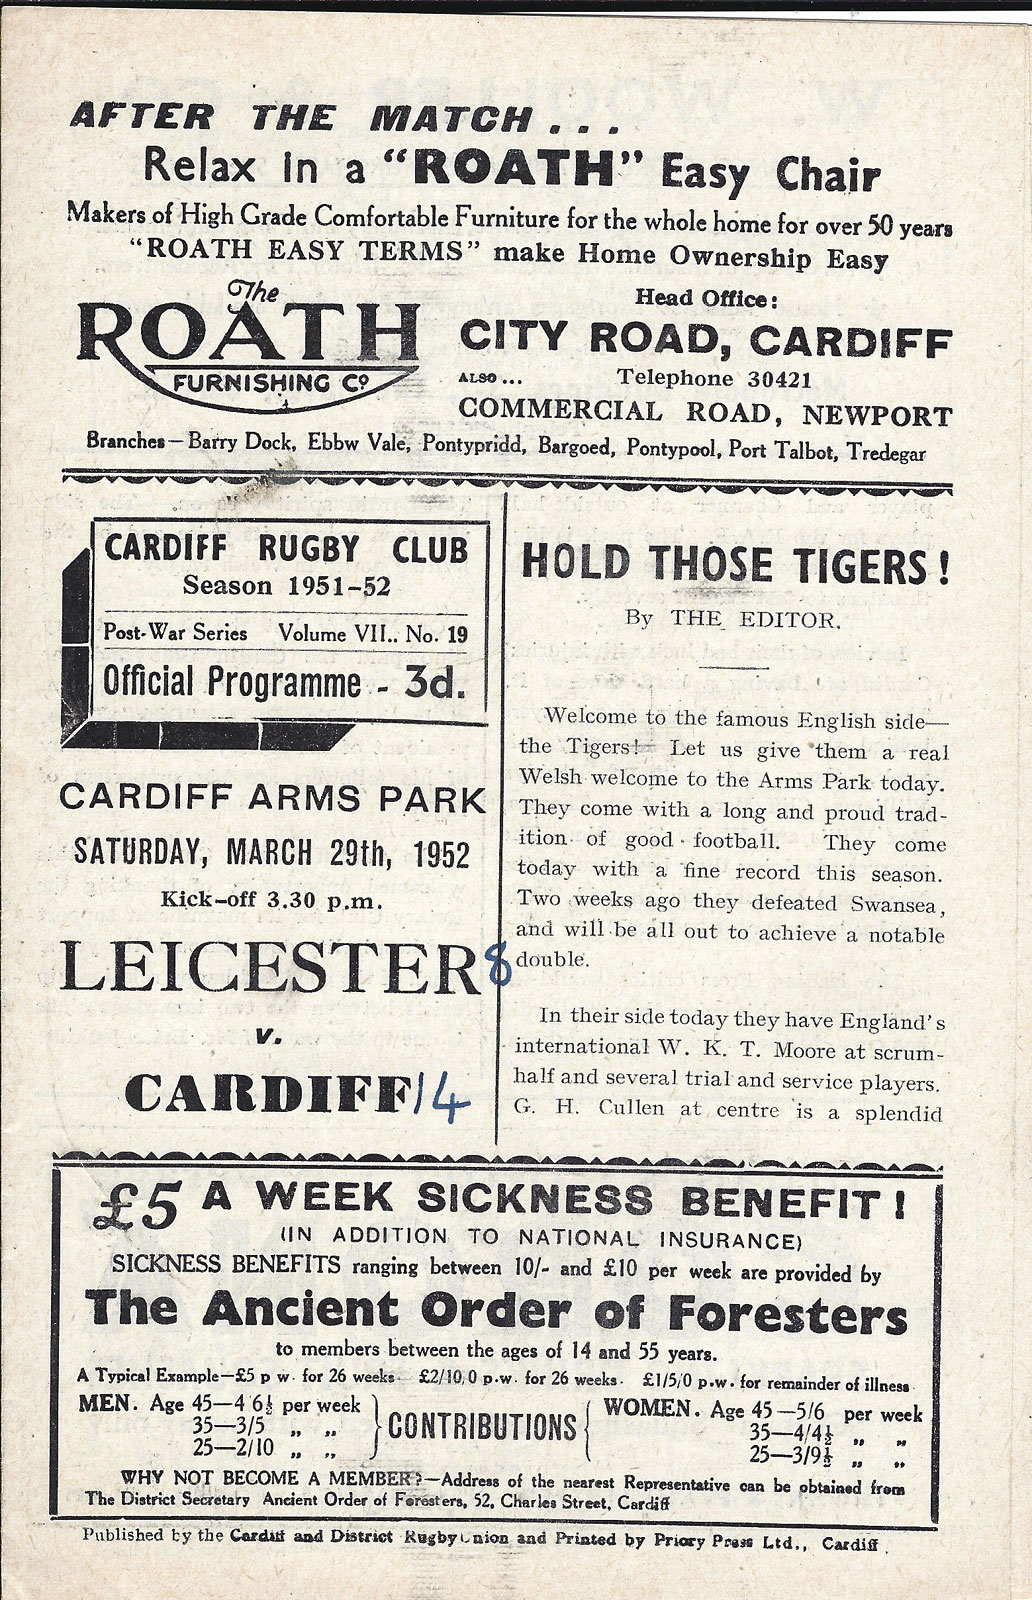 AFTER THE MATCH . . .
Relax in a "ROATH" Easy Chair
Makers of High Grade Comfortable Furniture for the whole home for over 50 years
"ROATH EASY TERMS" make Home Ownership Easy
The
ROATH
FURNISHING Co.
Head Office:
CITY ROAD, CARDIFF
Telephone 30421
ALSO ...
COMMERCIAL ROAD, NEWPORT
Branches—Barry Dock, Ebbw Vale, Pontypridd, Bargoed, Pontypool, Port Talbot, Tredegar
CARDIFF RUGBY CLUB
Season 1951-52
Post-War Series Volume VII.. No. 19
Official Programme - 3d.
CARDIFF ARMS PARK
SATURDAY, MARCH 29th, 1952
Kick-off 3.30 p.m.
LEICESTER 8
v.
CARDIFF 14
HOLD THOSE TIGERS!
By THE EDITOR.
Welcome to the famous English side—
the Tigers! Let us give them a real
Welsh welcome to the Arms Park today.
They come with a long and proud trad-
ition of good football. They come
today with a fine record this season.
Two weeks ago they defeated Swansea,
and will be all out to achieve a notable
double.
In their side today they have England's
international W. K. T. Moore at scrum-
half and several trial and service players.
G. H. Cullen at centre is a splendid
£5 A WEEK SICKNESS BENEFIT!
(IN ADDITION TO NATIONAL INSURANCE)
SICKNESS BENEFITS ranging between 10/- and £10 per week are provided by
The Ancient Order of Foresters
to members between the ages of 14 and 55 years.
A Typical Example—£5 p w. for 26 weeks £2/10/0 p.w. for 26 weeks. £1/5/0 p.w. for remainder of illness
MEN. Age 45—4 6½ per week
35—3/5 „ „
25—2/10 „ „
CONTRIBUTIONS
WOMEN. Age 45—5/6 per week
35—4/4½ „ „
25—3/9½ „ „
WHY NOT BECOME A MEMBER?—Address of the nearest Representative can be obtained from
The District Secretary Ancient Order of Foresters, 52, Charles Street, Cardiff
Published by the Cardiff and District Rugby Union and Printed by Priory Press Ltd., Cardiff.